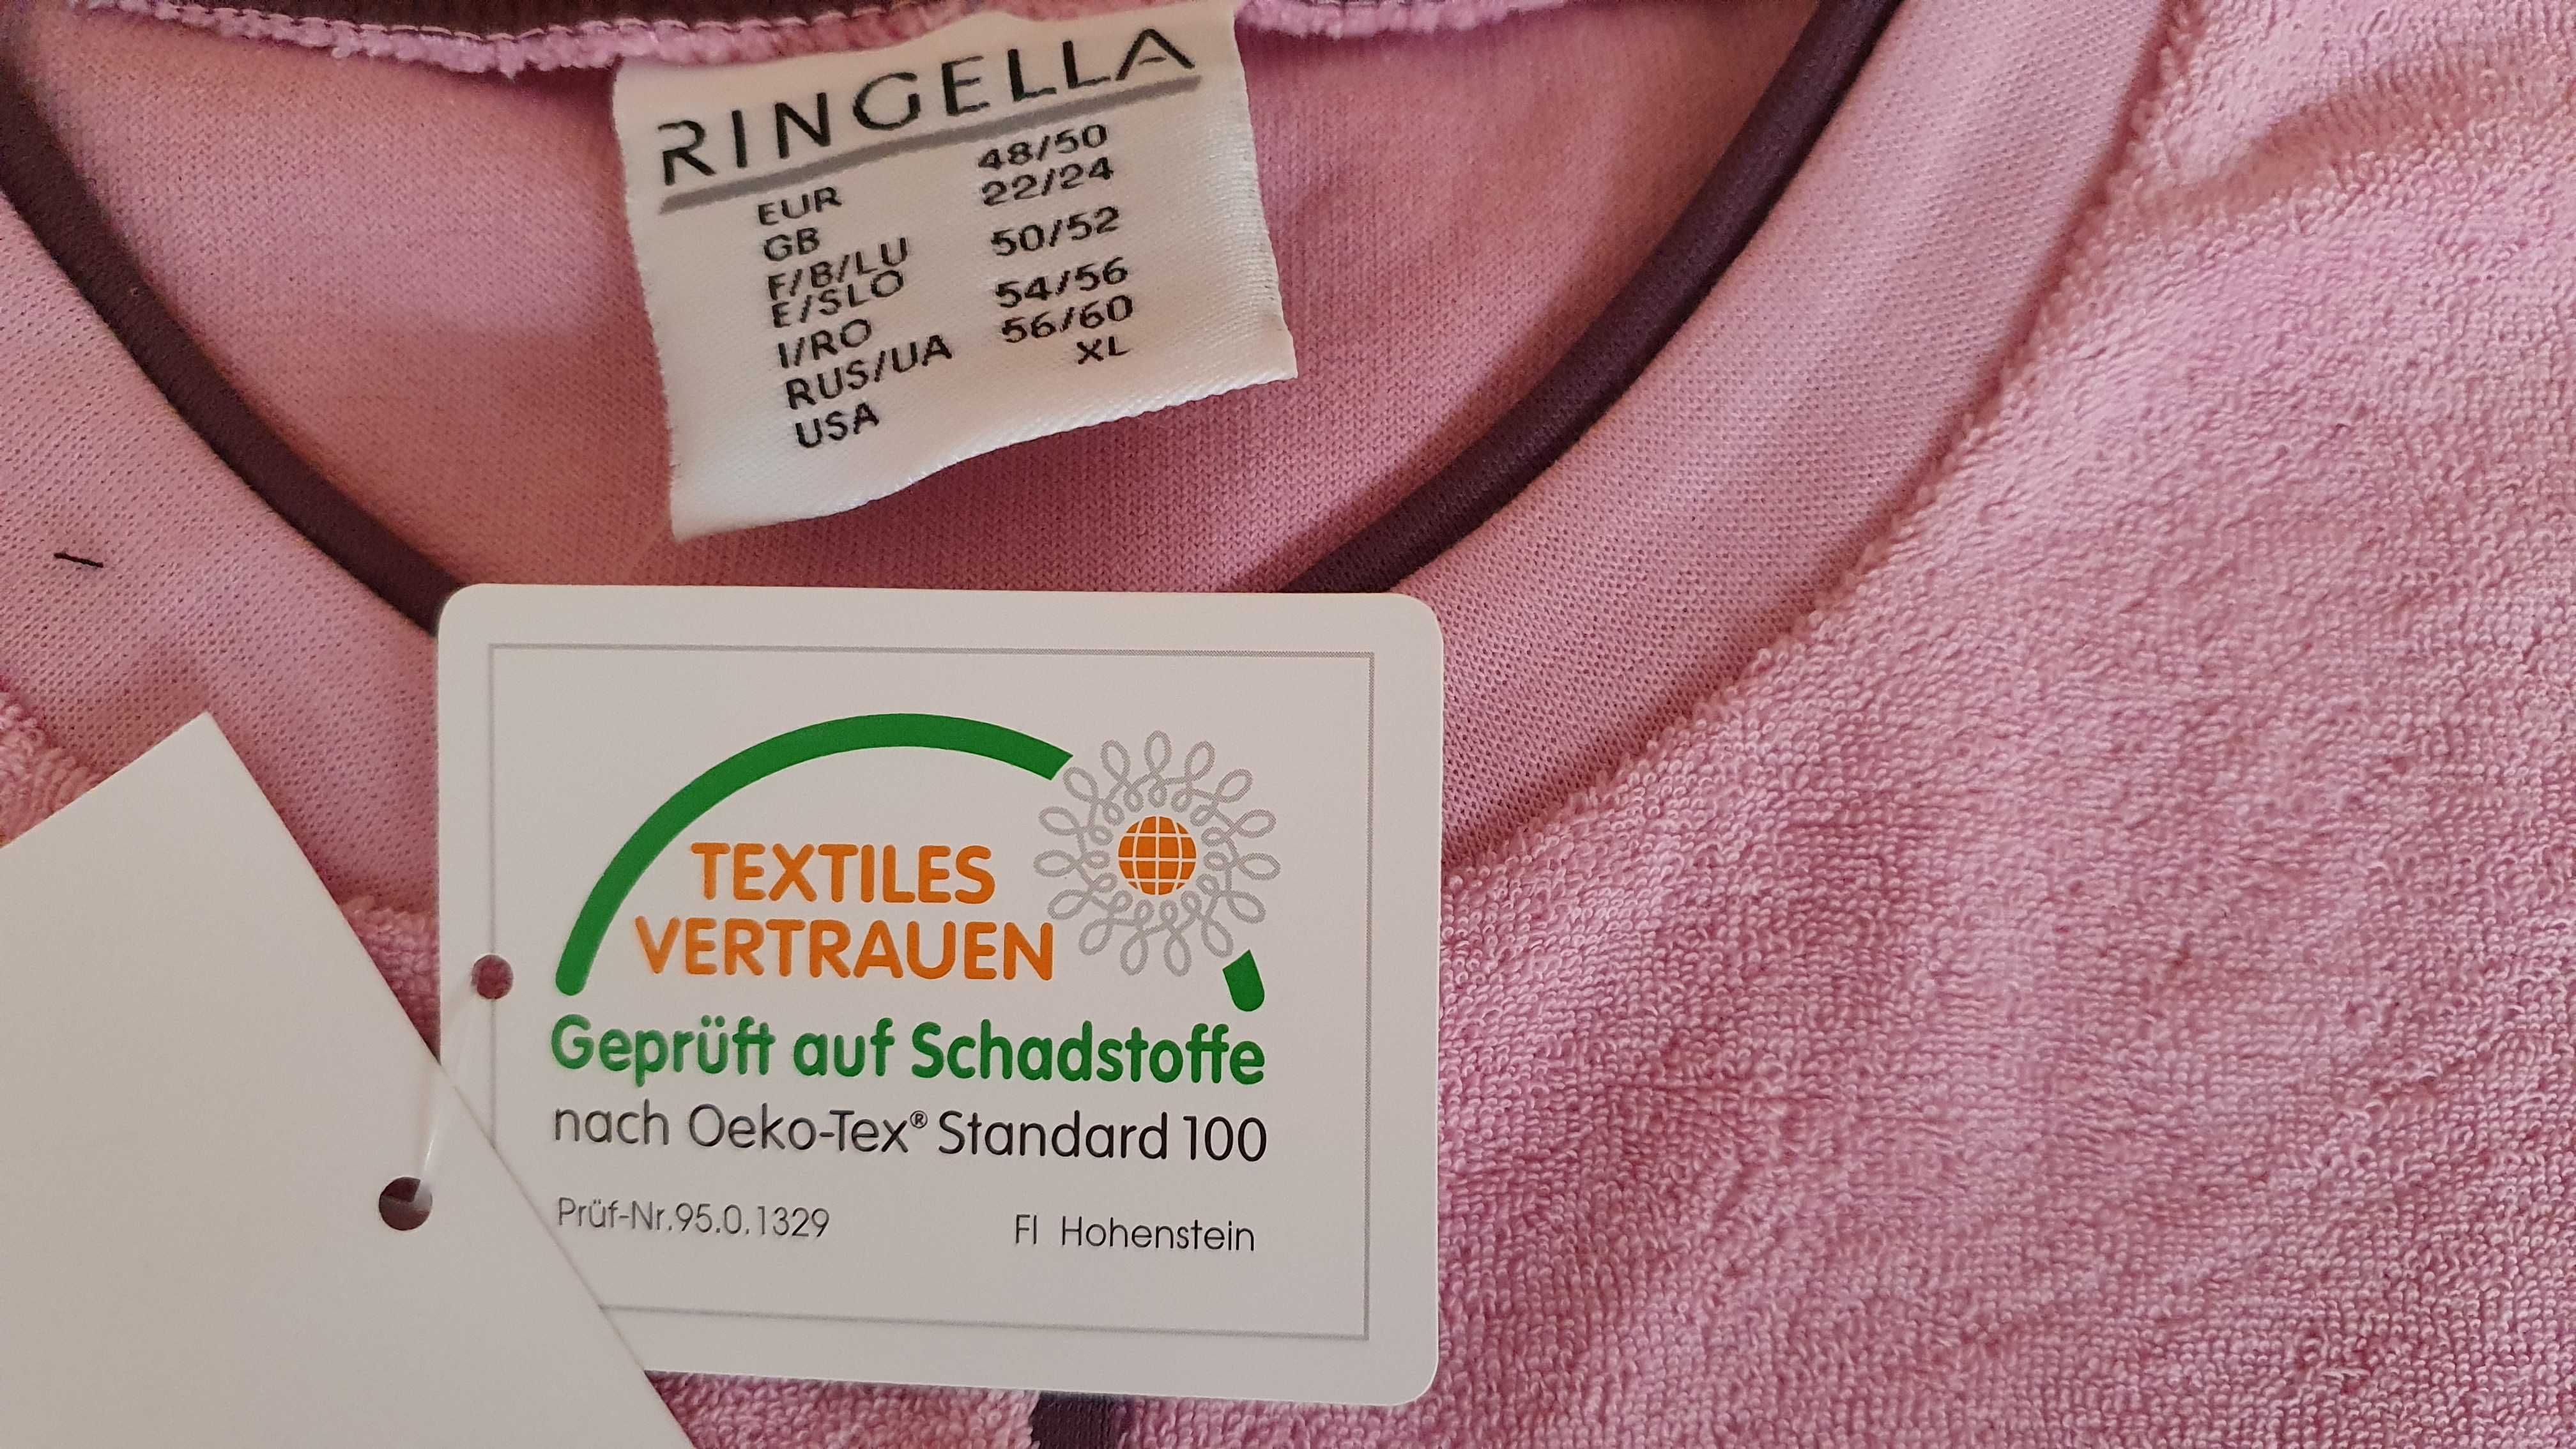 RINGELLA
EUR 48/50
GB 22/24
F/B/LU
E/SLO 50/52
I/RO 54/56
RUS/UA 56/60
USA XL
TEXTILES
VERTRAUEN
Geprüft auf Schadstoffe
nach Oeko-Tex® Standard 100
Prüf-Nr.95.0.1329 FI Hohenstein